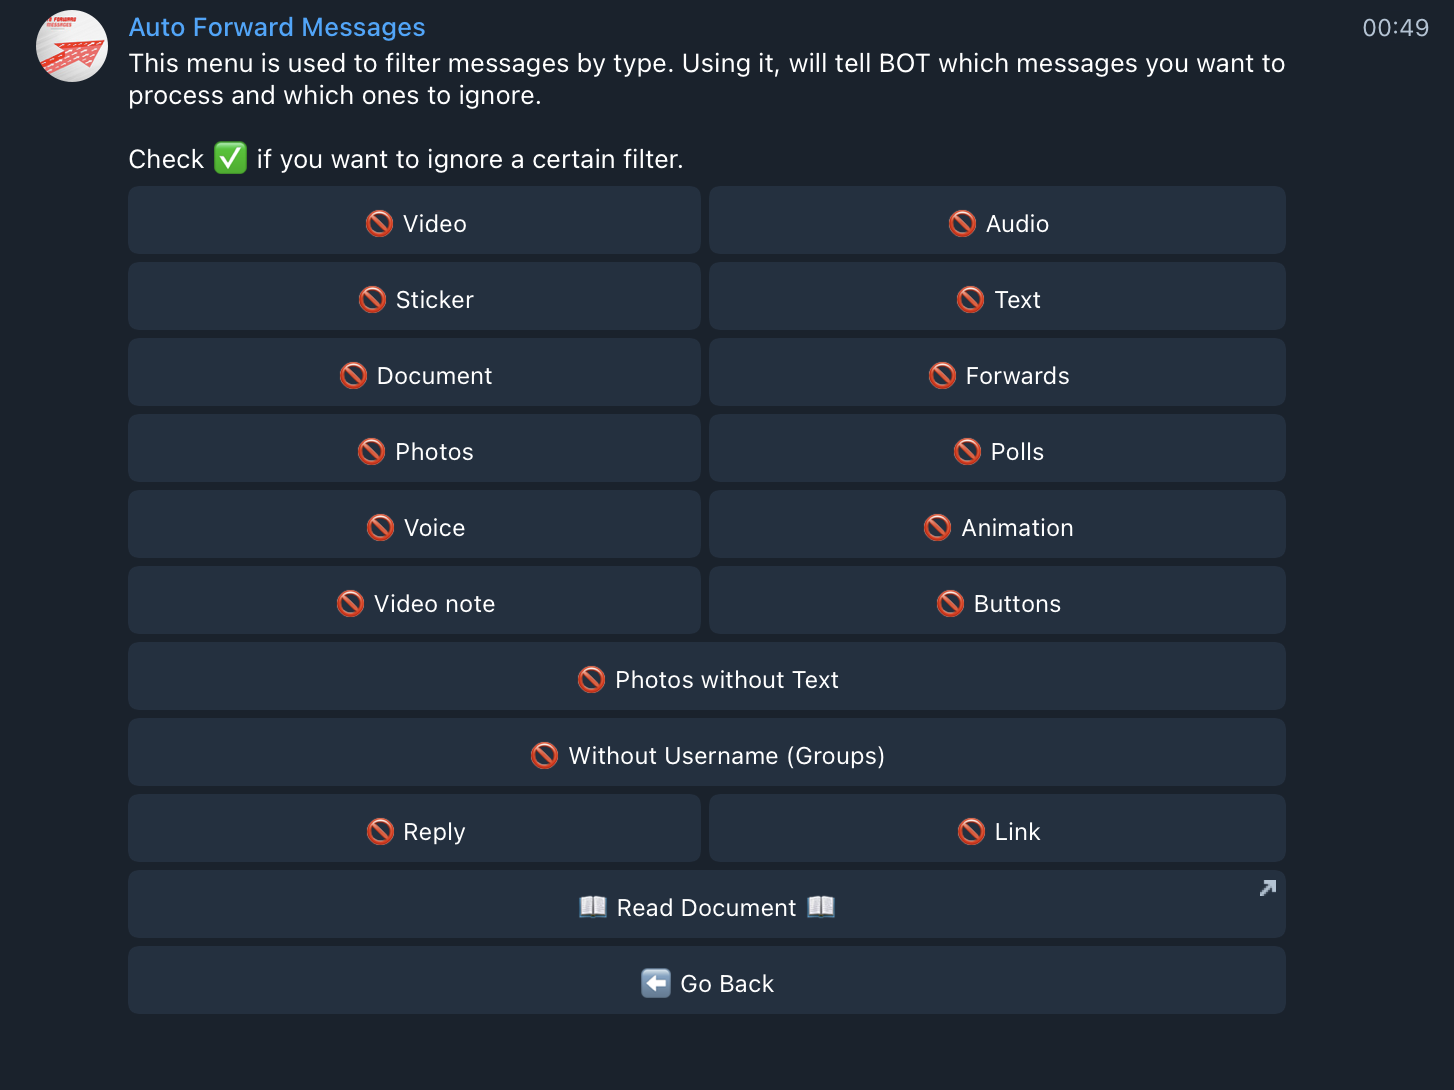 Auto Forward Messages
00:49
This menu is used to filter messages by type. Using it, will tell BOT which messages you want to
process and which ones to ignore.
Check ✅ if you want to ignore a certain filter.
🚫 Video
🚫 Audio
🚫 Sticker
🚫 Text
🚫 Document
🚫 Forwards
🚫 Photos
🚫 Polls
🚫 Voice
🚫 Animation
🚫 Video note
🚫 Buttons
🚫 Photos without Text
🚫 Without Username (Groups)
🚫 Reply
🚫 Link
📖 Read Document 📖
⬅️ Go Back